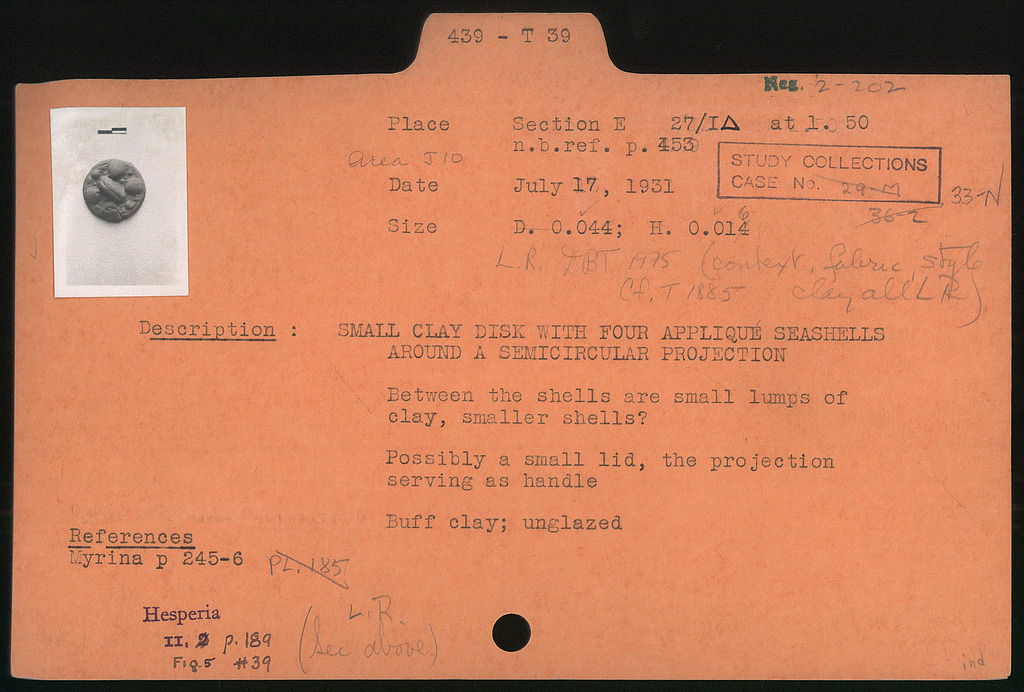 439 - T 39
Neg. 2-202
Place Section E 27/IΔ at 1. 50
n.b.ref. p. 453
Area J10
STUDY COLLECTIONS
CASE No. 29-M
33-N
36-2
Date July 17, 1931
Size D. 0.044; H. 0.014
6
L.R. DBT 1975 (context, fabric, style
Cf. T 1885 clay all L R)
Description : SMALL CLAY DISK WITH FOUR APPLIQUÉ SEASHELLS
AROUND A SEMICIRCULAR PROJECTION
Between the shells are small lumps of
clay, smaller shells?
Possibly a small lid, the projection
serving as handle
Buff clay; unglazed
References
Myrina p 245-6 PL. 185
Hesperia
II, 2 p. 189
Fig. 5 #39
L.R.
(see above)
ind